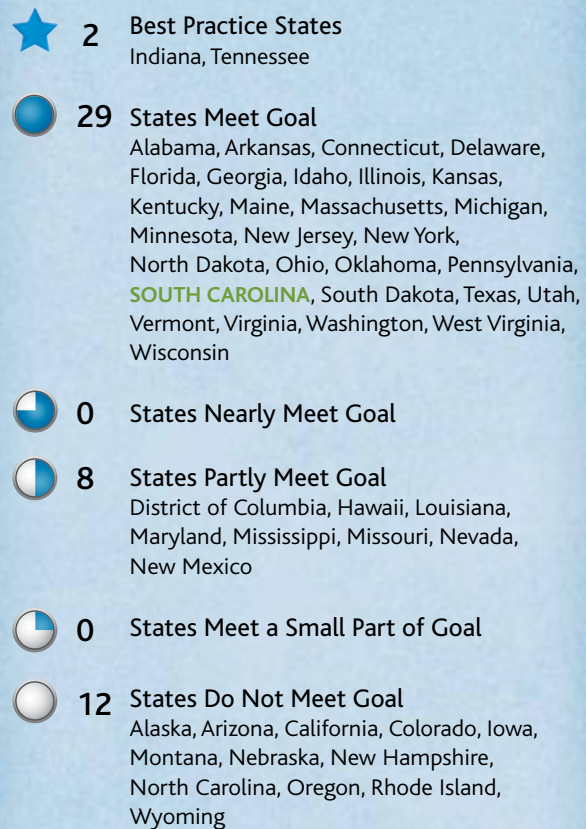 2 Best Practice States
Indiana, Tennessee
29 States Meet Goal
Alabama, Arkansas, Connecticut, Delaware,
Florida, Georgia, Idaho, Illinois, Kansas,
Kentucky, Maine, Massachusetts, Michigan,
Minnesota, New Jersey, New York,
North Dakota, Ohio, Oklahoma, Pennsylvania,
SOUTH CAROLINA, South Dakota, Texas, Utah,
Vermont, Virginia, Washington, West Virginia,
Wisconsin
0 States Nearly Meet Goal
8 States Partly Meet Goal
District of Columbia, Hawaii, Louisiana,
Maryland, Mississippi, Missouri, Nevada,
New Mexico
0 States Meet a Small Part of Goal
12 States Do Not Meet Goal
Alaska, Arizona, California, Colorado, Iowa,
Montana, Nebraska, New Hampshire,
North Carolina, Oregon, Rhode Island,
Wyoming